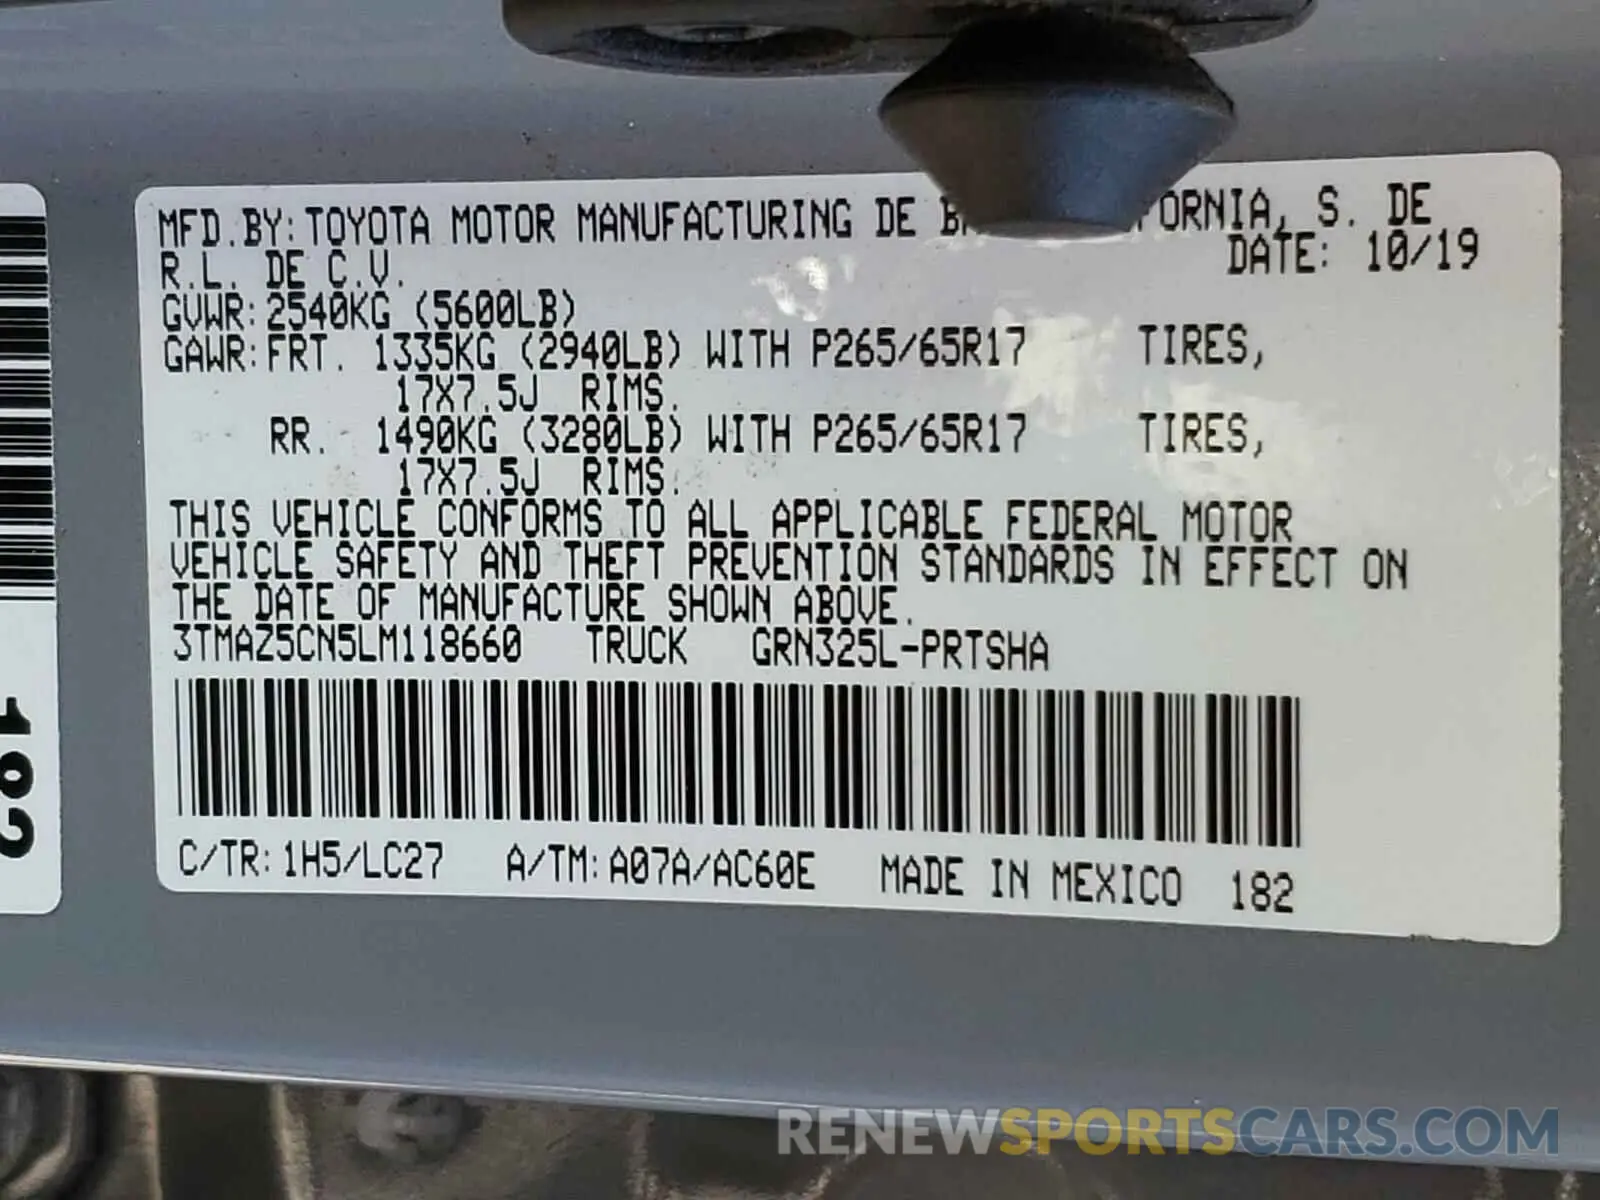 MFD.BY:TOYOTA MOTOR MANUFACTURING DE S. DE
R.L. DE C.V. DATE: 10/19
GVWR:2540KG (5600LB)
GAWR:FRT. 1335KG (2940LB) WITH P265/65R17 TIRES,
17X7.5J RIMS.
RR. 1490KG (3280LB) WITH P265/65R17 TIRES,
17X7.5J RIMS.
THIS VEHICLE CONFORMS TO ALL APPLICABLE FEDERAL MOTOR
VEHICLE SAFETY AND THEFT PREVENTION STANDARDS IN EFFECT ON
THE DATE OF MANUFACTURE SHOWN ABOVE.
3TMAZ5CN5LM118660 TRUCK GRN325L-PRTSHA
C/TR:1H5/LC27 A/TM:A07A/AC60E MADE IN MEXICO 182
182
RENEWSPORTSCARS.COM